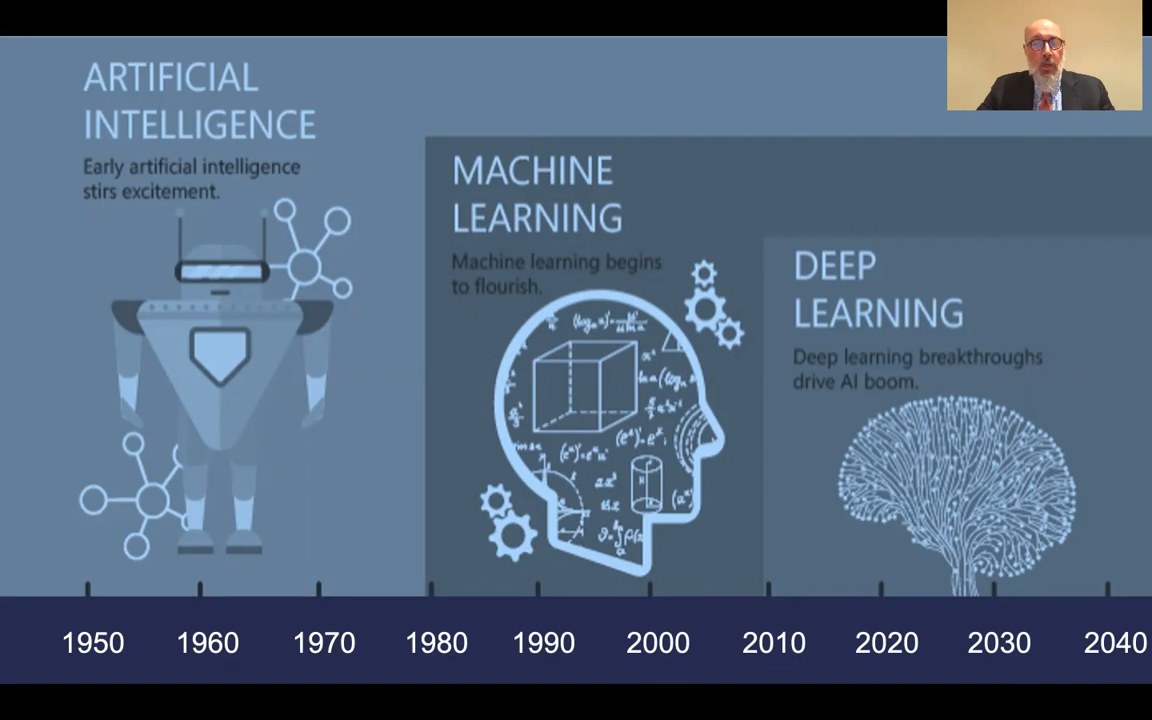 ARTIFICIAL
INTELLIGENCE
Early artificial intelligence
stirs excitement.
MACHINE
LEARNING
Machine learning begins
to flourish.
DEEP
LEARNING
Deep learning breakthroughs
drive AI boom.
1950 1960 1970 1980 1990 2000 2010 2020 2030 2040